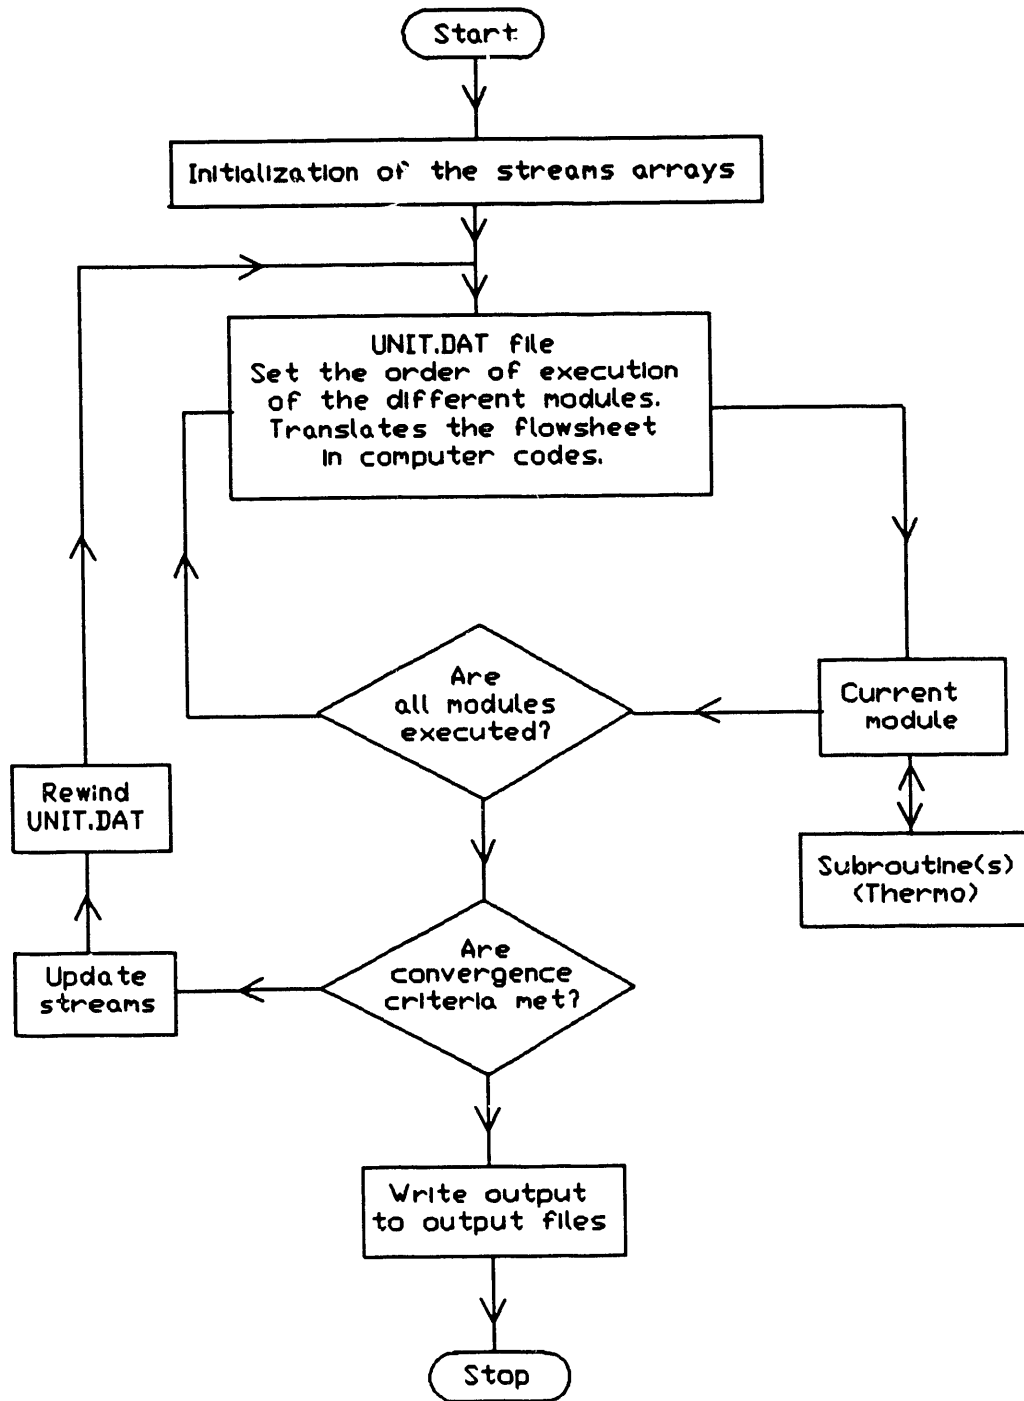 Start
Initialization of the streams arrays
UNIT.DAT file
Set the order of execution
of the different modules.
Translates the flowsheet
in computer codes.
Are
all modules
executed?
Current
module
Rewind
UNIT.DAT
Subroutine(s)
(Thermo)
Are
convergence
criteria met?
Update
streams
Write output
to output files
Stop